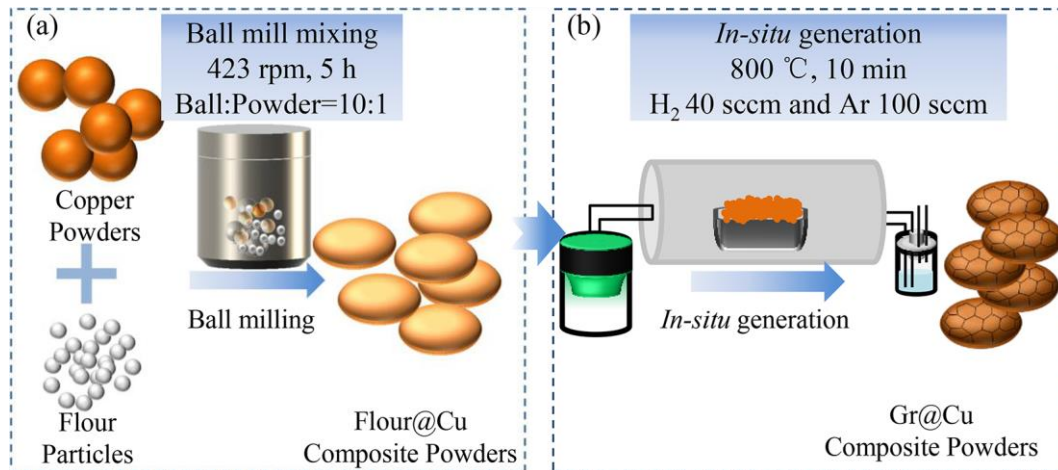 (a)
Ball mill mixing
423 rpm, 5 h
Ball:Powder=10:1
Copper
Powders
Flour
Particles
Ball milling
Flour@Cu
Composite Powders
(b)
In-situ generation
800 ℃, 10 min
H₂ 40 sccm and Ar 100 sccm
In-situ generation
Gr@Cu
Composite Powders